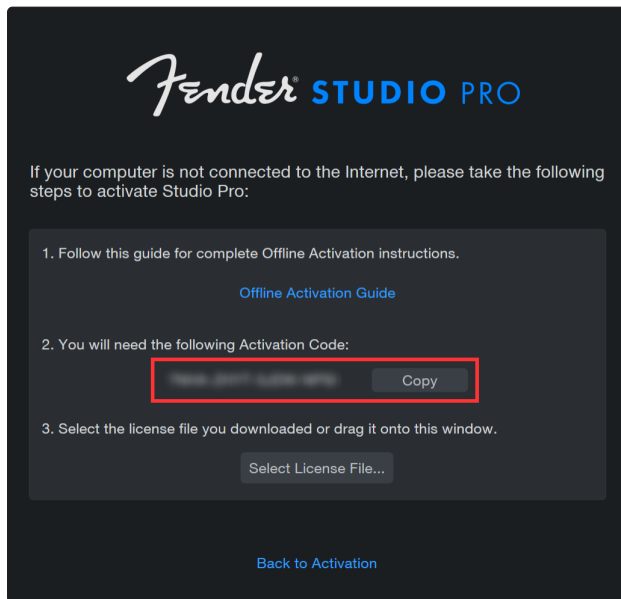 Fender® STUDIO PRO
If your computer is not connected to the Internet, please take the following
steps to activate Studio Pro:
1. Follow this guide for complete Offline Activation instructions.
Offline Activation Guide
2. You will need the following Activation Code:
Copy
3. Select the license file you downloaded or drag it onto this window.
Select License File...
Back to Activation